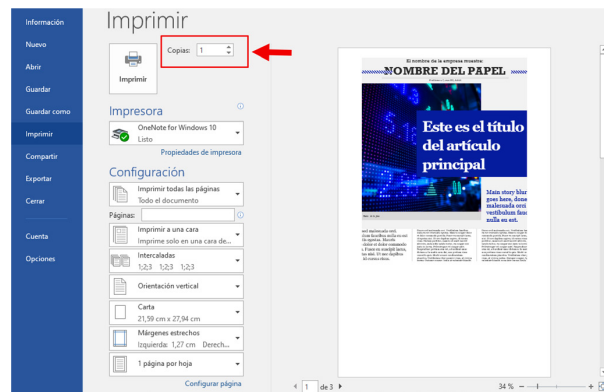 Información
Nuevo
Abrir
Guardar
Guardar como
Imprimir
Compartir
Exportar
Cerrar
Cuenta
Opciones
Imprimir
Copias: 1
Imprimir
Impresora
OneNote for Windows 10
Listo
Propiedades de impresora
Configuración
Imprimir todas las páginas
Todo el documento
Páginas:
Imprimir a una cara
Imprime solo en una cara de...
Intercaladas
1;2;3 1;2;3 1;2;3
Orientación vertical
Carta
21,59 cm x 27,94 cm
Márgenes estrechos
Izquierda: 1,27 cm Derech...
1 página por hoja
Configurar página
El nombre de la empresa muestra:
NOMBRE DEL PAPEL
Este es el título
del artículo
principal
Main story blur
goes here, done
malesuada orci
vestibulum fauc
nulla eu est.
1 de 3
34 %